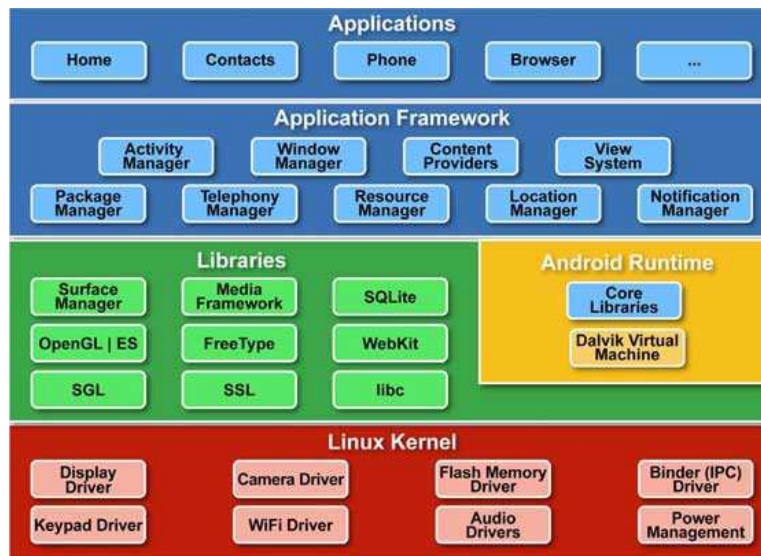 Applications
Home
Contacts
Phone
Browser
...
Application Framework
Activity
Manager
Window
Manager
Content
Providers
View
System
Package
Manager
Telephony
Manager
Resource
Manager
Location
Manager
Notification
Manager
Libraries
Surface
Manager
Media
Framework
SQLite
OpenGL | ES
FreeType
WebKit
SGL
SSL
libc
Android Runtime
Core
Libraries
Dalvik Virtual
Machine
Linux Kernel
Display
Driver
Camera Driver
Flash Memory
Driver
Binder (IPC)
Driver
Keypad Driver
WiFi Driver
Audio
Drivers
Power
Management